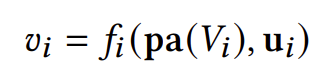 vᵢ = fᵢ(pa(Vᵢ), uᵢ)